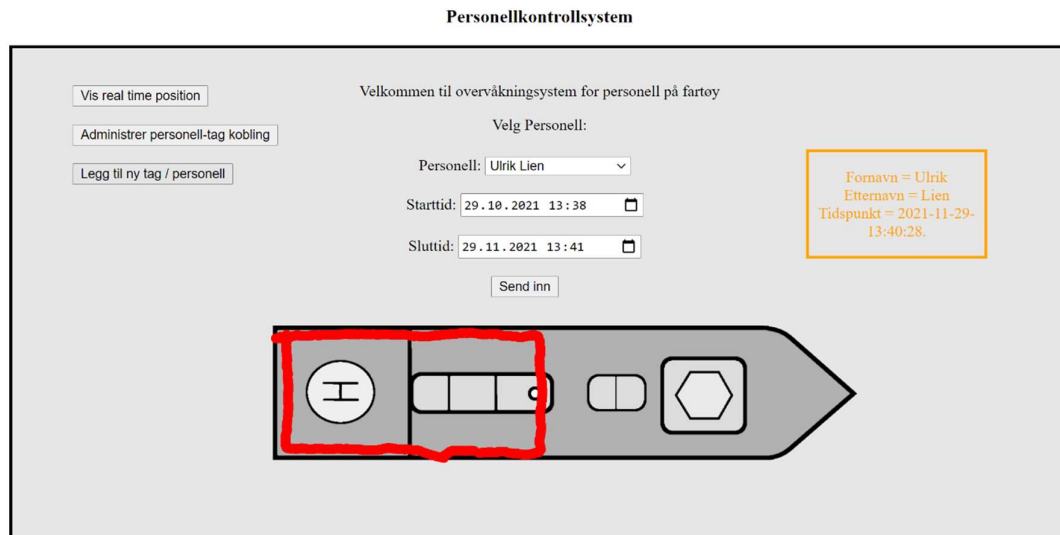 Personellkontrollsystem
Vis real time position
Administrer personell-tag kobling
Legg til ny tag / personell
Velkommen til overvåkningsystem for personell på fartøy
Velg Personell:
Personell: Ulrik Lien
Starttid: 29.10.2021 13:38
Sluttid: 29.11.2021 13:41
Send inn
Fornavn = Ulrik
Etternavn = Lien
Tidspunkt = 2021-11-29-
13:40:28.
H